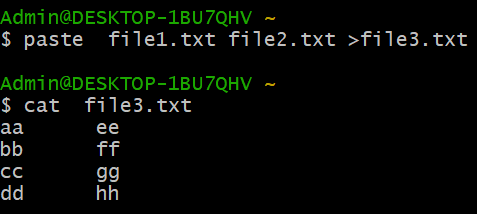 Admin@DESKTOP-1BU7QHV ~
$ paste  file1.txt file2.txt >file3.txt
Admin@DESKTOP-1BU7QHV ~
$ cat  file3.txt
aa      ee
bb      ff
cc      gg
dd      hh